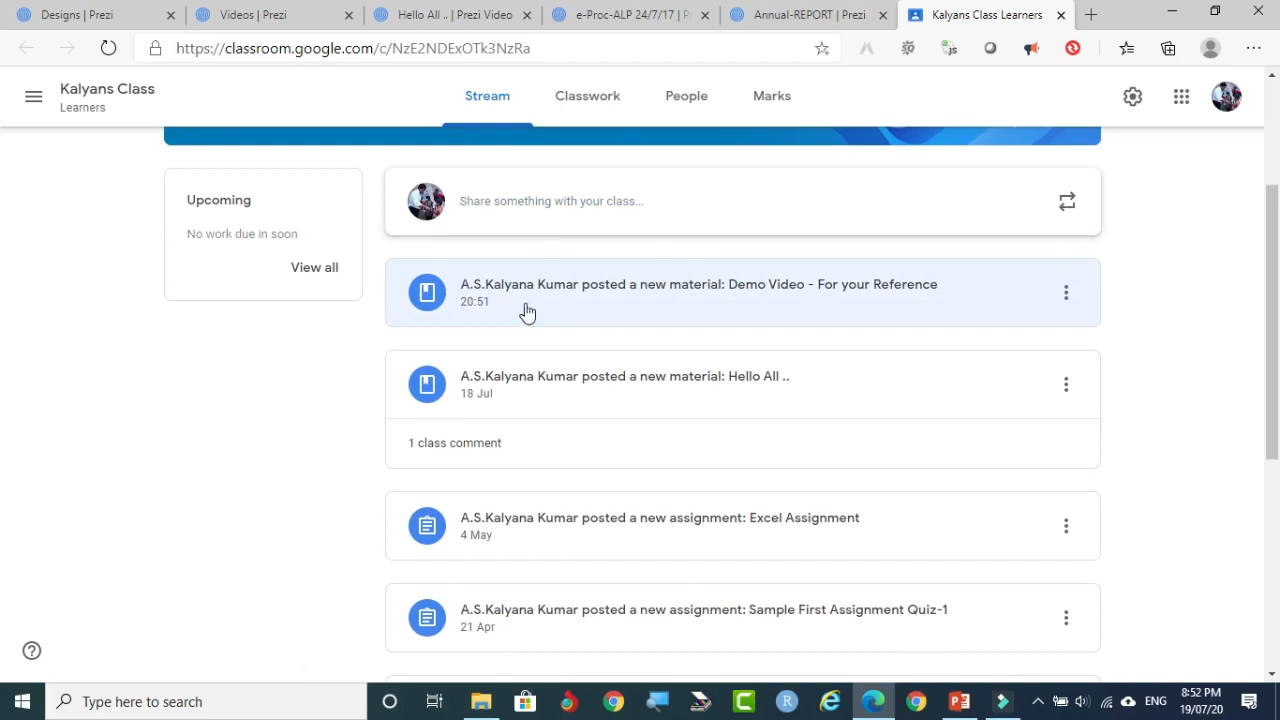 Designs | Prezi
Videos | Prezi
Hello All .. | Prezi Video
e-Proc-ALP 24/7/17 | P
Annual-REPORT | Prezi
Kalyans Class Learners
https://classroom.google.com/c/NzE2NDExOTk3NzRa
Kalyans Class
Learners
Stream
Classwork
People
Marks
Upcoming
No work due in soon
View all
Share something with your class...
A.S.Kalyana Kumar posted a new material: Demo Video - For your Reference
20:51
A.S.Kalyana Kumar posted a new material: Hello All ..
18 Jul
1 class comment
A.S.Kalyana Kumar posted a new assignment: Excel Assignment
4 May
A.S.Kalyana Kumar posted a new assignment: Sample First Assignment Quiz-1
21 Apr
Type here to search
ENG
8:52 PM
19/07/20